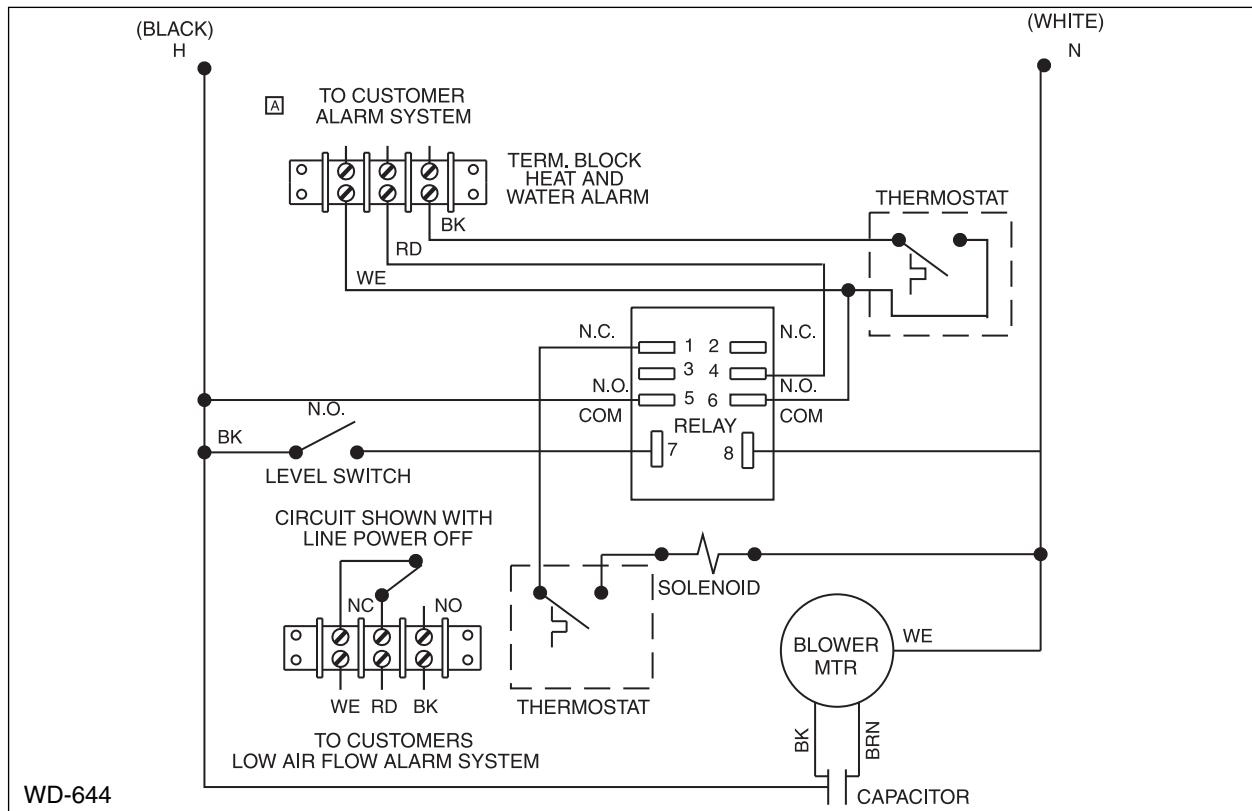 (BLACK)
H
(WHITE)
N
A
TO CUSTOMER
ALARM SYSTEM
TERM. BLOCK
HEAT AND
WATER ALARM
THERMOSTAT
BK
RD
WE
N.C.
1
2
N.C.
3
4
N.O.
N.O.
5
6
COM
COM
RELAY
7
8
N.O.
BK
LEVEL SWITCH
CIRCUIT SHOWN WITH
LINE POWER OFF
NC
NO
WE RD BK
TO CUSTOMERS
LOW AIR FLOW ALARM SYSTEM
THERMOSTAT
SOLENOID
BLOWER
MTR
WE
BK
BRN
CAPACITOR
WD-644